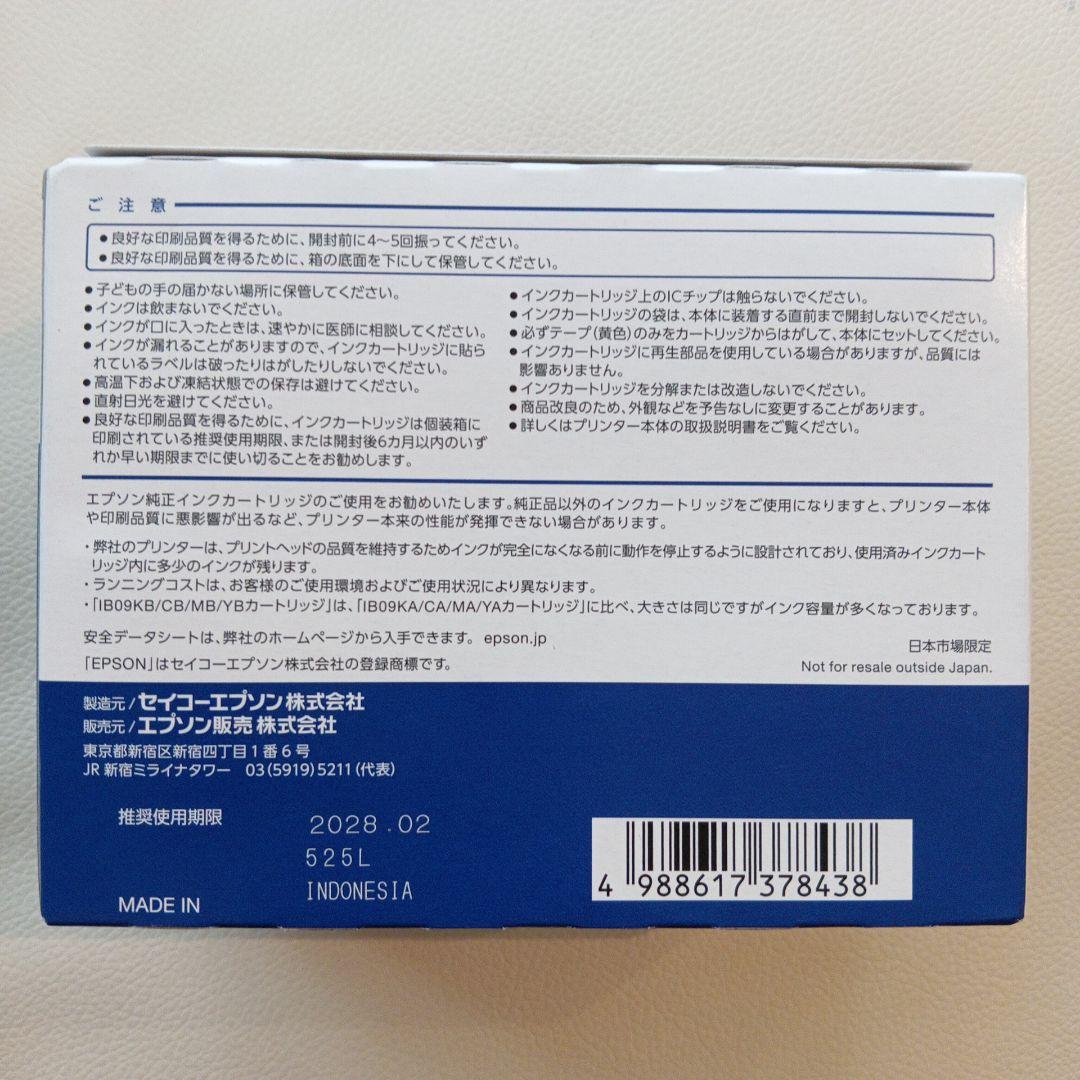 ご注意
●良好な印刷品質を得るために、開封前に4〜5回振ってください。
●良好な印刷品質を得るために、箱の底面を下にして保管してください。
●子どもの手の届かない場所に保管してください。
●インクは飲まないでください。
●インクが口に入ったときは、速やかに医師に相談してください。
●インクが漏れることがありますので、インクカートリッジに貼ら
れているラベルは破ったりはがしたりしないでください。
●高温下および凍結状態での保存は避けてください。
●直射日光を避けてください。
●良好な印刷品質を得るために、インクカートリッジは個装箱に
印刷されている推奨使用期限、または開封後6カ月以内のいず
れか早い期限までに使い切ることをお勧めします。
●インクカートリッジ上のICチップは触らないでください。
●インクカートリッジの袋は、本体に装着する直前まで開封しないでください。
●必ずテープ(黄色)のみをカートリッジからはがして、本体にセットしてください。
●インクカートリッジに再生部品を使用している場合がありますが、品質には
影響ありません。
●インクカートリッジを分解または改造しないでください。
●商品改良のため、外観などを予告なしに変更することがあります。
●詳しくはプリンター本体の取扱説明書をご覧ください。
エプソン純正インクカートリッジのご使用をお勧めいたします。純正品以外のインクカートリッジをご使用になりますと、プリンター本体
や印刷品質に悪影響が出るなど、プリンター本来の性能が発揮できない場合があります。
・弊社のプリンターは、プリントヘッドの品質を維持するためインクが完全になくなる前に動作を停止するように設計されており、使用済みインクカート
リッジ内に多少のインクが残ります。
・ランニングコストは、お客様のご使用環境およびご使用状況により異なります。
・「IB09KB/CB/MB/YBカートリッジ」は、「IB09KA/CA/MA/YAカートリッジ」に比べ、大きさは同じですがインク容量が多くなっております。
安全データシートは、弊社のホームページから入手できます。 epson.jp
「EPSON」はセイコーエプソン株式会社の登録商標です。
日本市場限定
Not for resale outside Japan.
製造元/セイコーエプソン株式会社
販売元/エプソン販売株式会社
東京都新宿区新宿四丁目1番6号
JR新宿ミライナタワー 03(5919)5211(代表)
推奨使用期限 2028.02
525L
MADE IN INDONESIA
4 988617 378438